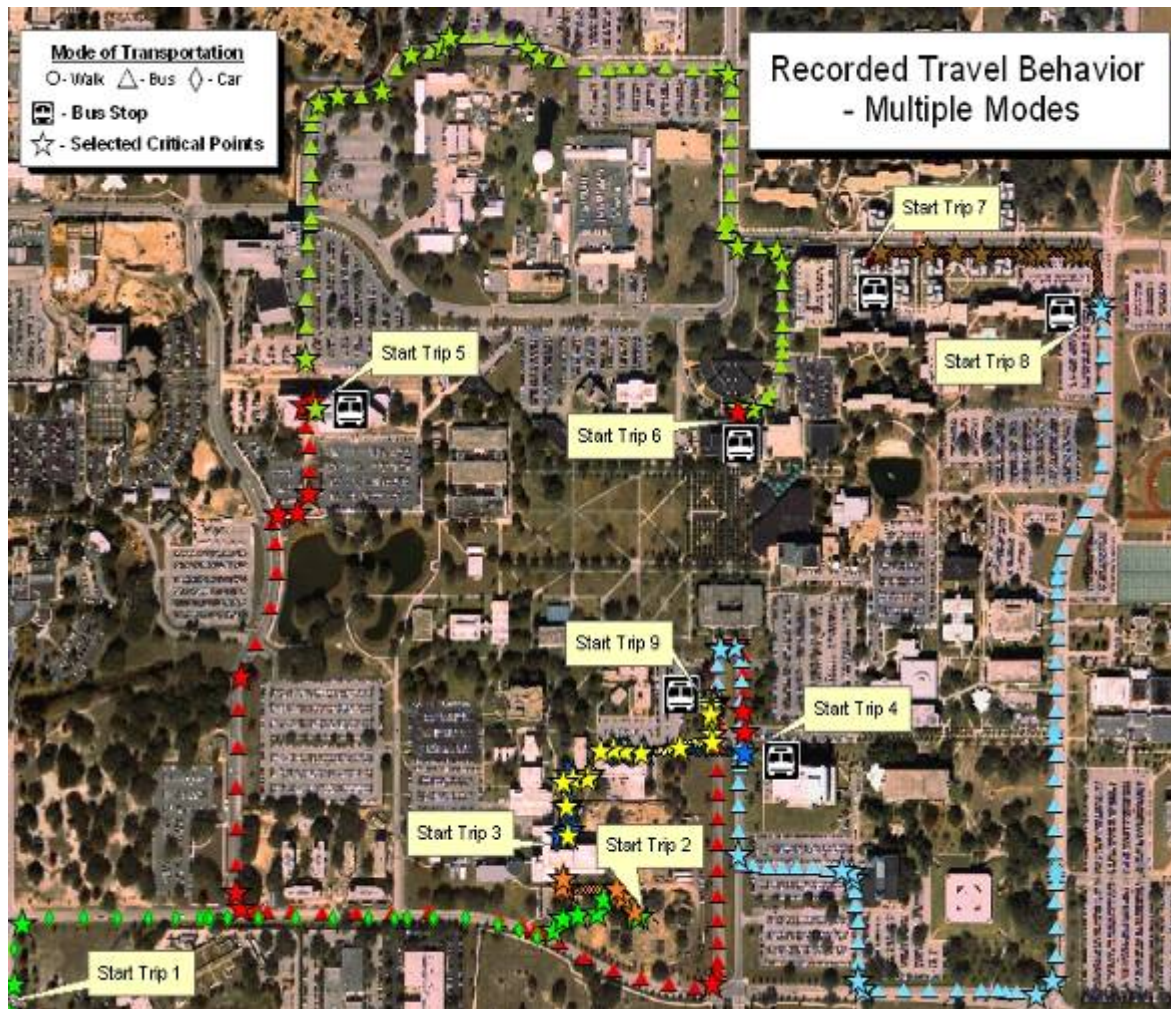 Mode of Transportation
- Walk - Bus - Car
- Bus Stop
- Selected Critical Points
Recorded Travel Behavior
- Multiple Modes
Start Trip 7
Start Trip 5
Start Trip 8
Start Trip 6
Start Trip 9
Start Trip 4
Start Trip 3
Start Trip 2
Start Trip 1